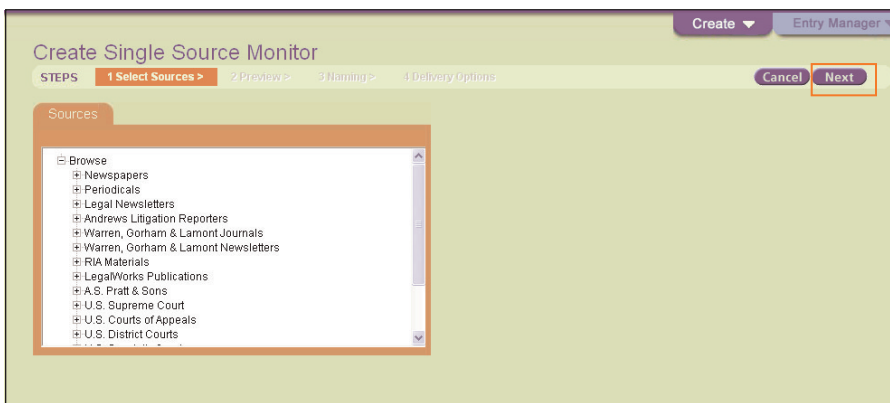 Create Entry Manager
Create Single Source Monitor
STEPS 1 Select Sources > 2 Preview > 3 Naming > 4 Delivery Options Cancel Next
Sources
Browse
Newspapers
Periodicals
Legal Newsletters
Andrews Litigation Reporters
Warren, Gorham & Lamont Journals
Warren, Gorham & Lamont Newsletters
RIA Materials
LegalWorks Publications
A.S. Pratt & Sons
U.S. Supreme Court
U.S. Courts of Appeals
U.S. District Courts